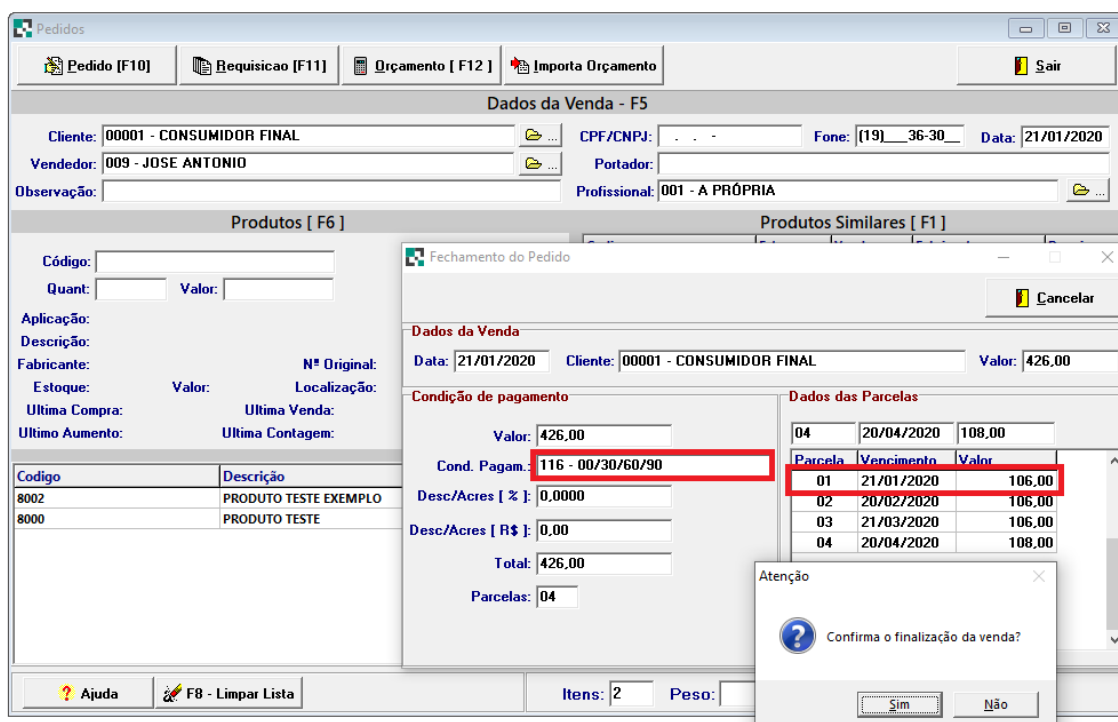 Pedidos
Pedido [F10] Requisicao [F11] Orçamento [ F12 ] Importa Orçamento Sair
Dados da Venda - F5
Cliente: 00001 - CONSUMIDOR FINAL ... CPF/CNPJ: . . - Fone: (19)___36-30__ Data: 21/01/2020
Vendedor: 009 - JOSE ANTONIO ... Portador:
Observação: Profissional: 001 - A PRÓPRIA ...
Produtos [ F6 ] Produtos Similares [ F1 ]
Código:
Quant: Valor:
Aplicação:
Descrição:
Fabricante: Nª Original:
Estoque: Valor: Localização:
Ultima Compra: Ultima Venda:
Ultimo Aumento: Ultima Contagem:
Codigo Descrição
8002 PRODUTO TESTE EXEMPLO
8000 PRODUTO TESTE
Fechamento do Pedido
Cancelar
Dados da Venda
Data: 21/01/2020 Cliente: 00001 - CONSUMIDOR FINAL Valor: 426,00
Condição de pagamento
Valor: 426,00
Cond. Pagam.: 116 - 00/30/60/90
Desc/Acres [ % ]: 0,0000
Desc/Acres [ R$ ]: 0,00
Total: 426,00
Parcelas: 04
Dados das Parcelas
04 20/04/2020 108,00
Parcela Vencimento Valor
01 21/01/2020 106,00
02 20/02/2020 106,00
03 21/03/2020 106,00
04 20/04/2020 108,00
Atenção
Confirma o finalização da venda?
Sim Não
? Ajuda F8 - Limpar Lista Itens: 2 Peso: